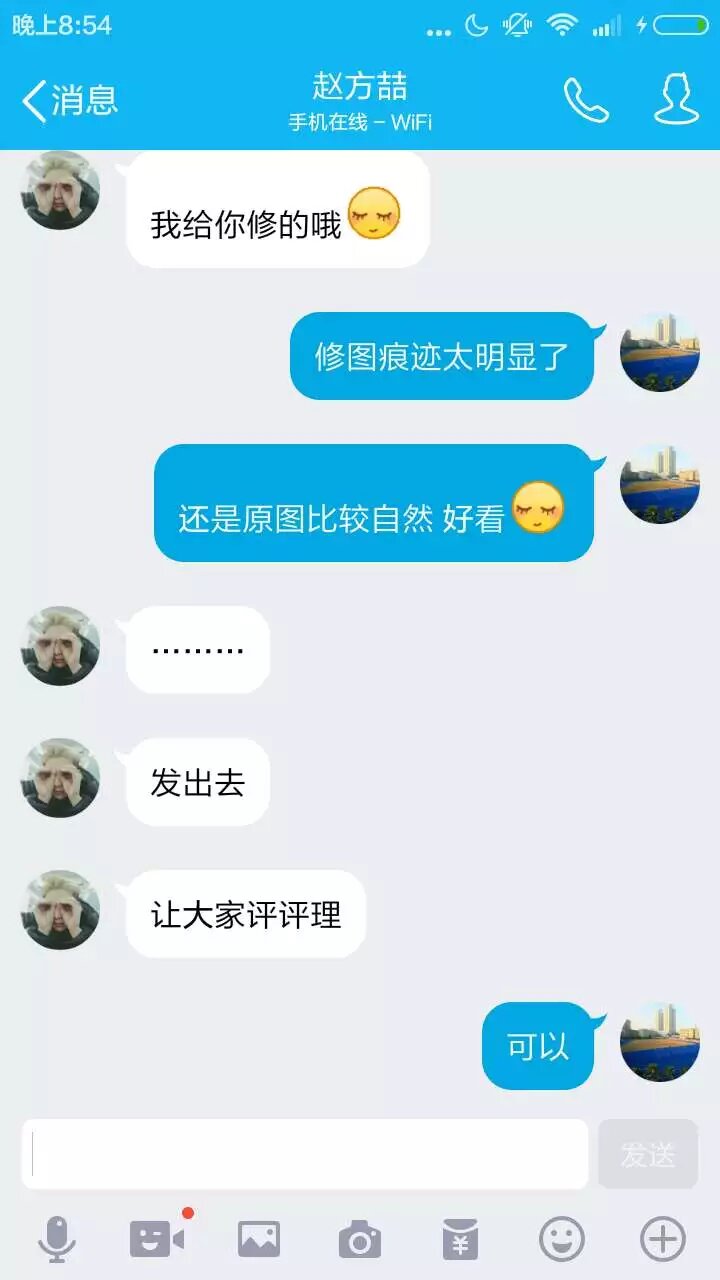 晚上8:54
消息
赵方喆
手机在线 – WiFi
我给你修的哦
修图痕迹太明显了
还是原图比较自然 好看
………
发出去
让大家评评理
可以
发送